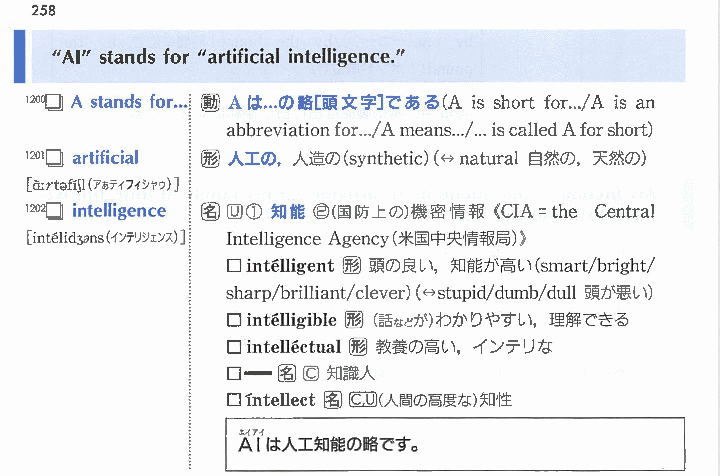 258
“AI” stands for “artificial intelligence.”
1200□ A stands for... 動 A は...の略[頭文字]である(A is short for.../A is an
abbreviation for.../A means.../... is called A for short)
1201□ artificial 形 人工の，人造の(synthetic) (↔ natural 自然の，天然の)
[ὰːrtəfíʃl(アぁティフィシャウ)]
1202□ intelligence 名 U① 知能 ②(国防上の)機密情報《CIA = the Central
[intélidʒəns(インテリジェンス)] Intelligence Agency(米国中央情報局)》
□ intélligent 形 頭の良い，知能が高い(smart/bright/
sharp/brilliant/clever) (↔stupid/dumb/dull 頭が悪い)
□ intélligible 形 (話などが)わかりやすい，理解できる
□ intelléctual 形 教養の高い，インテリな
□ ― 名 C 知識人
□ íntellect 名 C,U(人間の高度な)知性
エイアイ
AIは人工知能の略です。